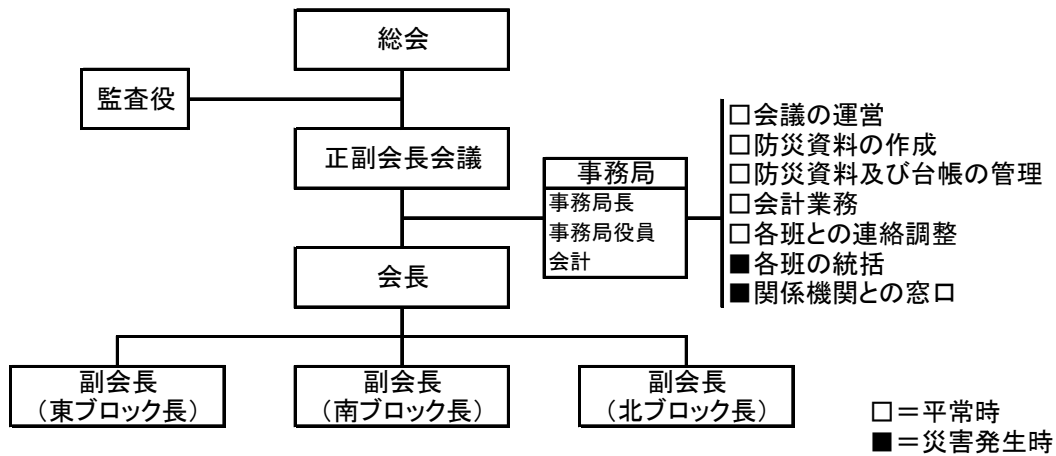 総会
監査役
正副会長会議
事務局
事務局長
事務局役員
会計
□会議の運営
□防災資料の作成
□防災資料及び台帳の管理
□会計業務
□各班との連絡調整
■各班の統括
■関係機関との窓口
会長
副会長
（東ブロック長）
副会長
（南ブロック長）
副会長
（北ブロック長）
□＝平常時
■＝災害発生時